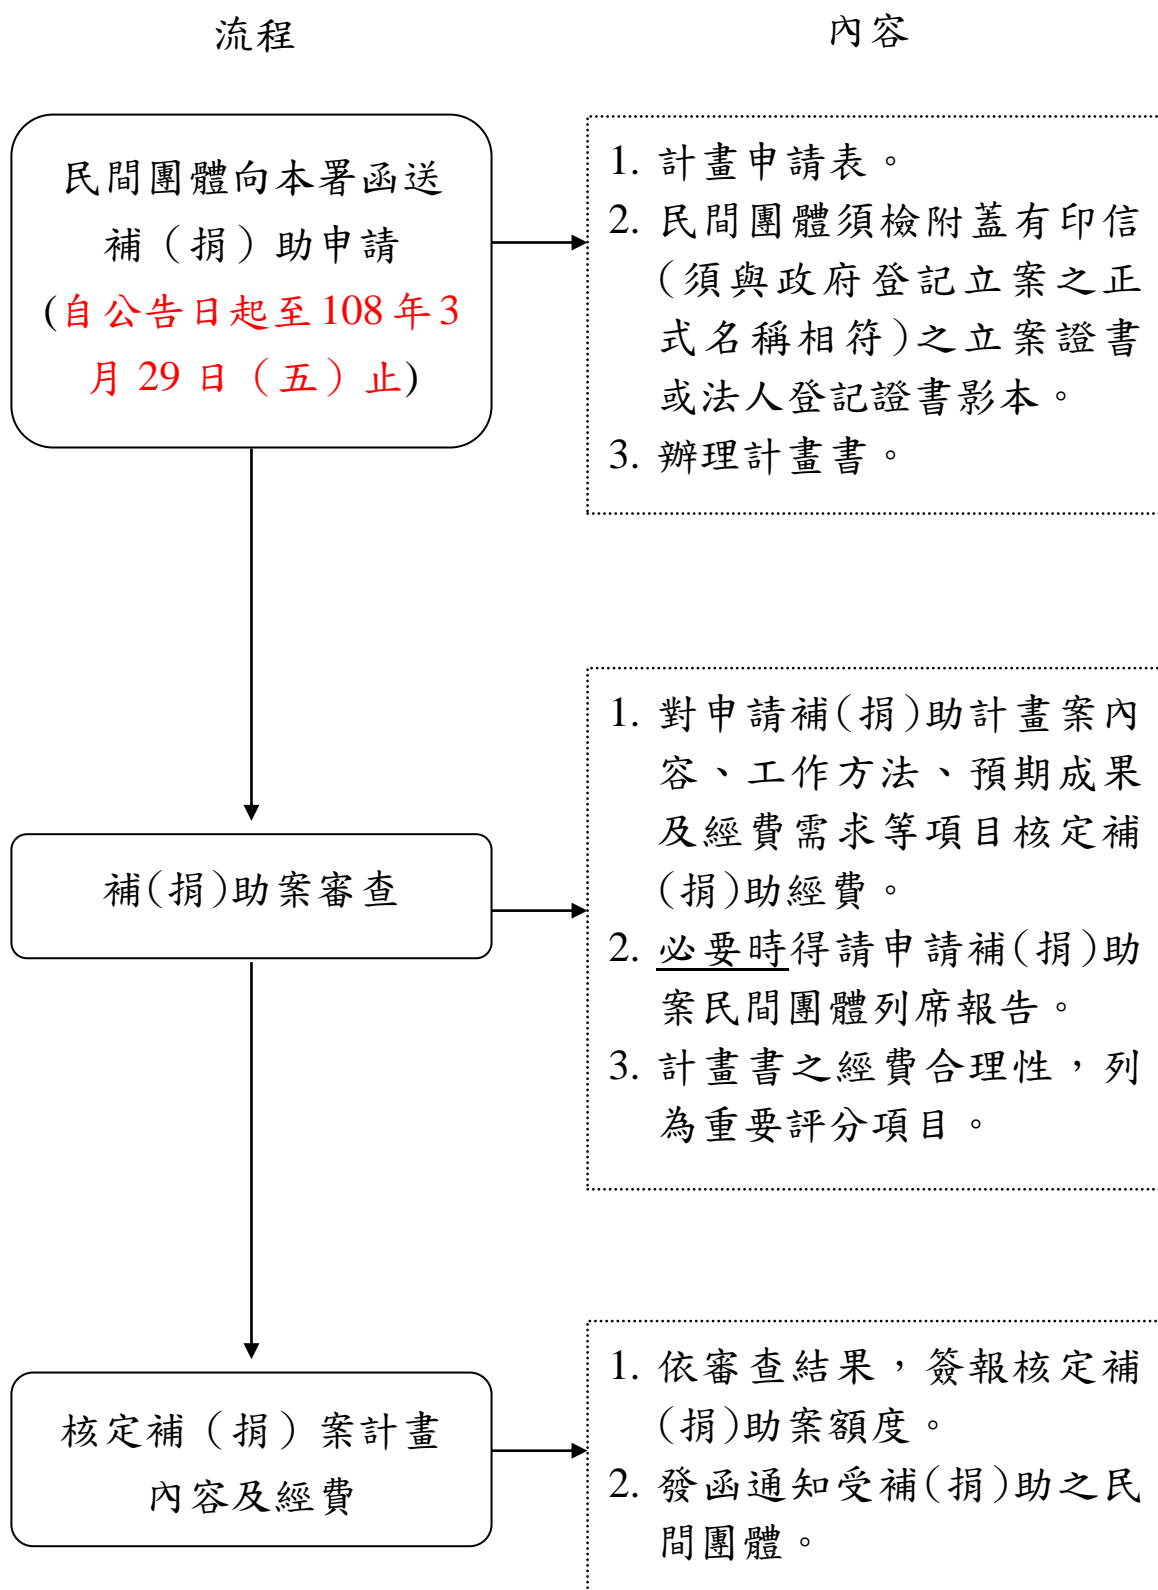 流程
內容
民間團體向本署函送
補（捐）助申請
(自公告日起至 108 年 3
月 29 日（五）止)
1. 計畫申請表。
2. 民間團體須檢附蓋有印信
(須與政府登記立案之正
式名稱相符)之立案證書
或法人登記證書影本。
3. 辦理計畫書。
補(捐)助案審查
1. 對申請補(捐)助計畫案內
容、工作方法、預期成果
及經費需求等項目核定補
(捐)助經費。
2. 必要時得請申請補(捐)助
案民間團體列席報告。
3. 計畫書之經費合理性，列
為重要評分項目。
核定補（捐）案計畫
內容及經費
1. 依審查結果，簽報核定補
(捐)助案額度。
2. 發函通知受補(捐)助之民
間團體。